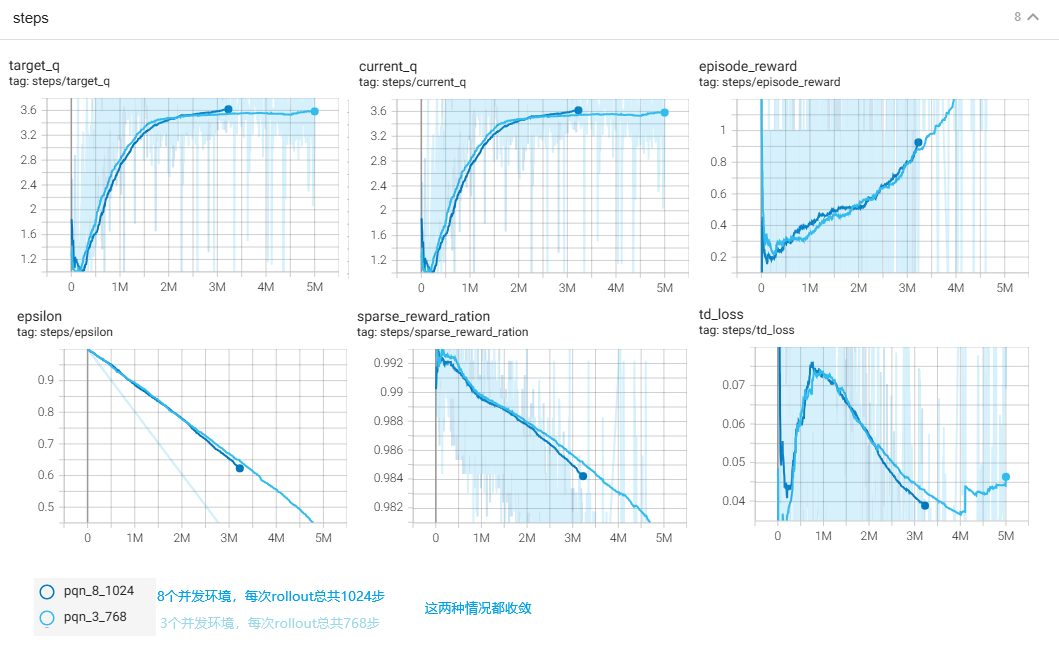 steps
8
target_q
tag: steps/target_q
3.6
3.2
2.8
2.4
2
1.6
1.2
0 1M 2M 3M 4M 5M
current_q
tag: steps/current_q
3.6
3.2
2.8
2.4
2
1.6
1.2
0 1M 2M 3M 4M 5M
episode_reward
tag: steps/episode_reward
1
0.8
0.6
0.4
0.2
0 1M 2M 3M 4M 5M
epsilon
tag: steps/epsilon
0.9
0.8
0.7
0.6
0.5
0 1M 2M 3M 4M 5M
sparse_reward_ration
tag: steps/sparse_reward_ration
0.992
0.99
0.988
0.986
0.984
0.982
0 1M 2M 3M 4M 5M
td_loss
tag: steps/td_loss
0.07
0.06
0.05
0.04
0 1M 2M 3M 4M 5M
pqn_8_1024 8个并发环境，每次rollout总共1024步
pqn_3_768 3个并发环境，每次rollout总共768步
这两种情况都收敛